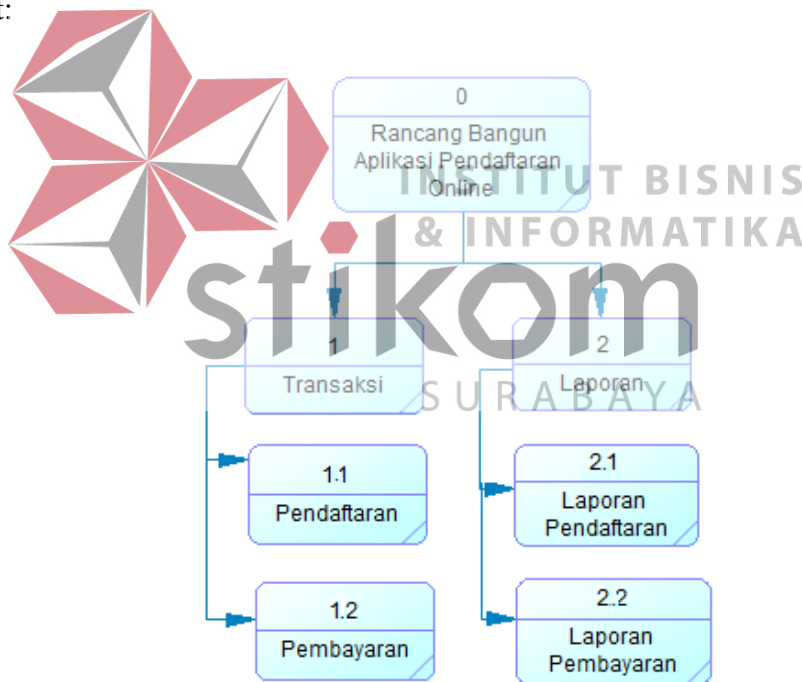 t:
0
Rancang Bangun
Aplikasi Pendaftaran
Online
INSTITUT BISNIS
& INFORMATIKA
stikom
SURABAYA
1
Transaksi
2
Laporan
1.1
Pendaftaran
2.1
Laporan
Pendaftaran
1.2
Pembayaran
2.2
Laporan
Pembayaran